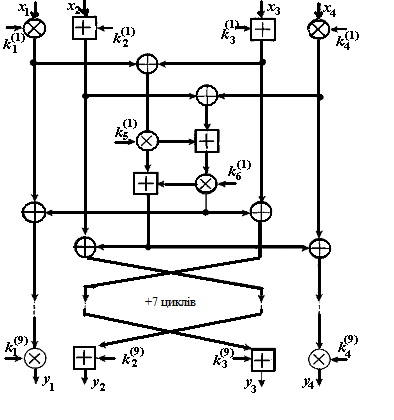 x₁ x₂ x₃ x₄
k₁⁽¹⁾ k₂⁽¹⁾ k₃⁽¹⁾ k₄⁽¹⁾
k₅⁽¹⁾
k₆⁽¹⁾
+7 циклів
k₁⁽⁹⁾ k₂⁽⁹⁾ k₃⁽⁹⁾ k₄⁽⁹⁾
y₁ y₂ y₃ y₄